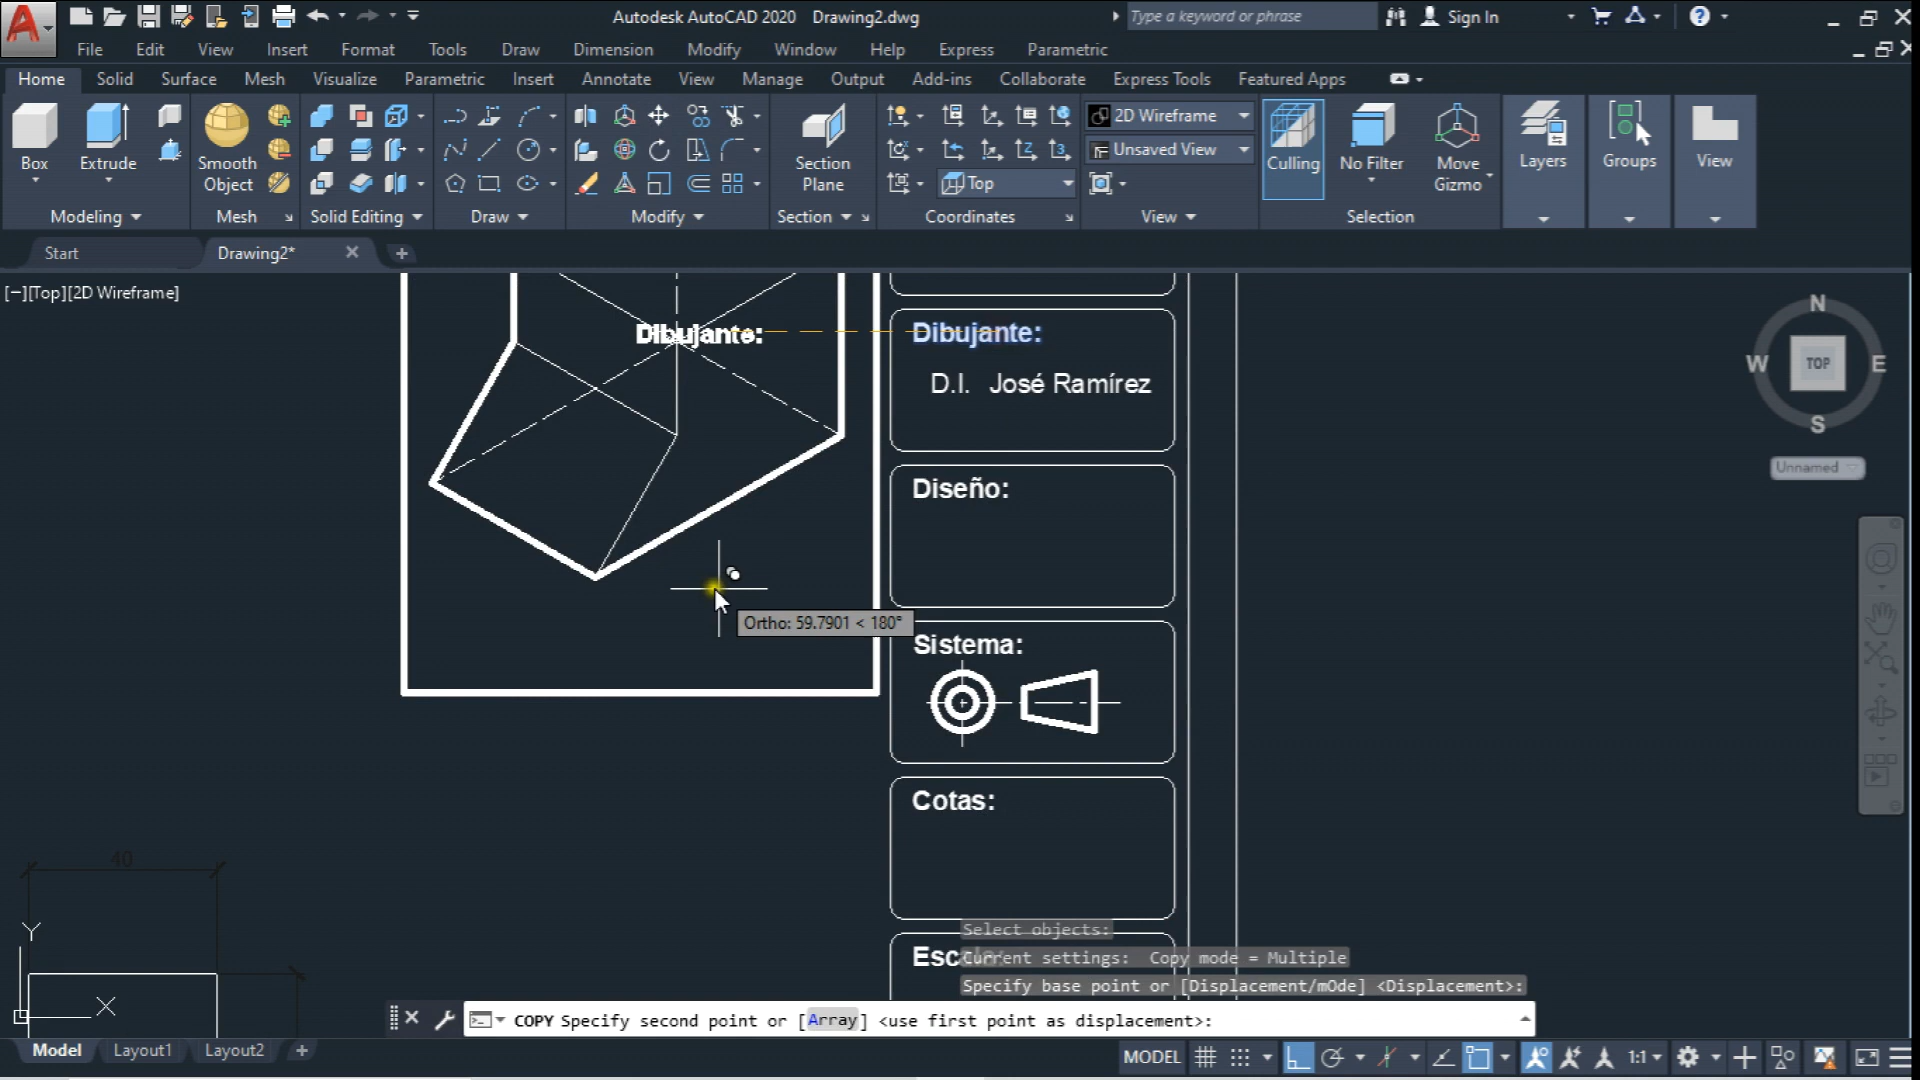 Autodesk AutoCAD 2020 Drawing2.dwg
Type a keyword or phrase
Sign In
File Edit View Insert Format Tools Draw Dimension Modify Window Help Express Parametric
Home Solid Surface Mesh Visualize Parametric Insert Annotate View Manage Output Add-ins Collaborate Express Tools Featured Apps
Box
Extrude
Smooth Object
Section Plane
2D Wireframe
Unsaved View
Top
Culling
No Filter
Move Gizmo
Layers
Groups
View
Modeling
Mesh
Solid Editing
Draw
Modify
Section
Coordinates
View
Selection
Start
Drawing2*
[−][Top][2D Wireframe]
Dibujante:
Dibujante:
D.I. José Ramírez
Diseño:
Ortho: 59.7901 < 180°
Sistema:
Cotas:
N
W TOP E
S
Unnamed
40
Y
X
Select objects:
Current settings: Copy mode = Multiple
Specify base point or [Displacement/mOde] <Displacement>:
COPY Specify second point or [Array] <use first point as displacement>:
Model Layout1 Layout2
MODEL
1:1